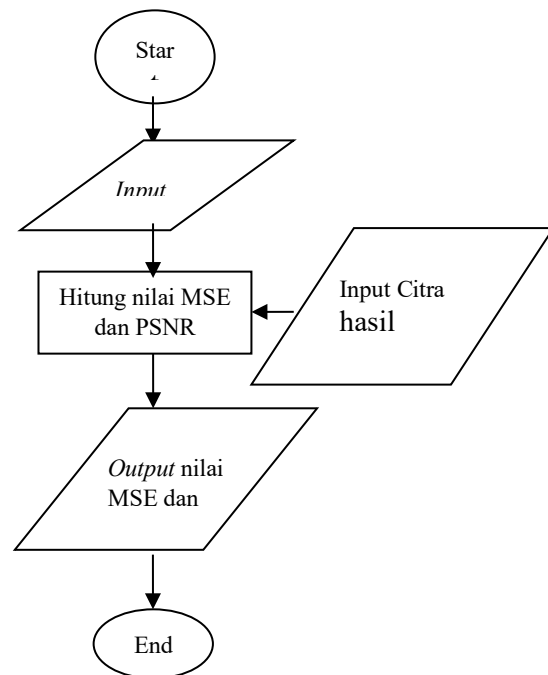 Star
Input
Hitung nilai MSE
dan PSNR
Input Citra
hasil
Output nilai
MSE dan
End